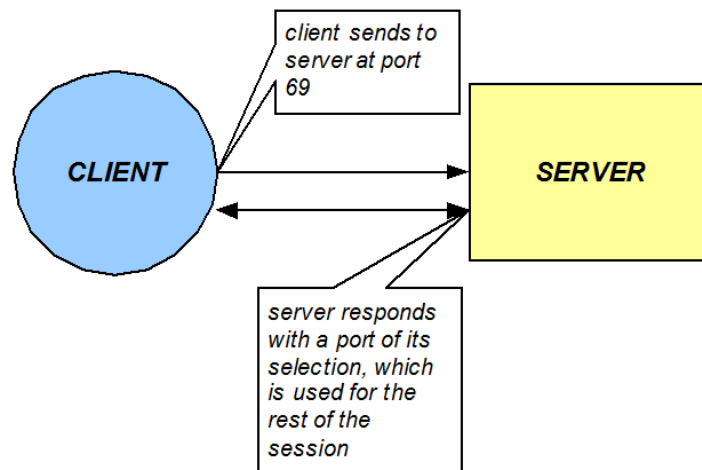 client sends to
server at port
69
CLIENT
SERVER
server responds
with a port of its
selection, which
is used for the
rest of the
session